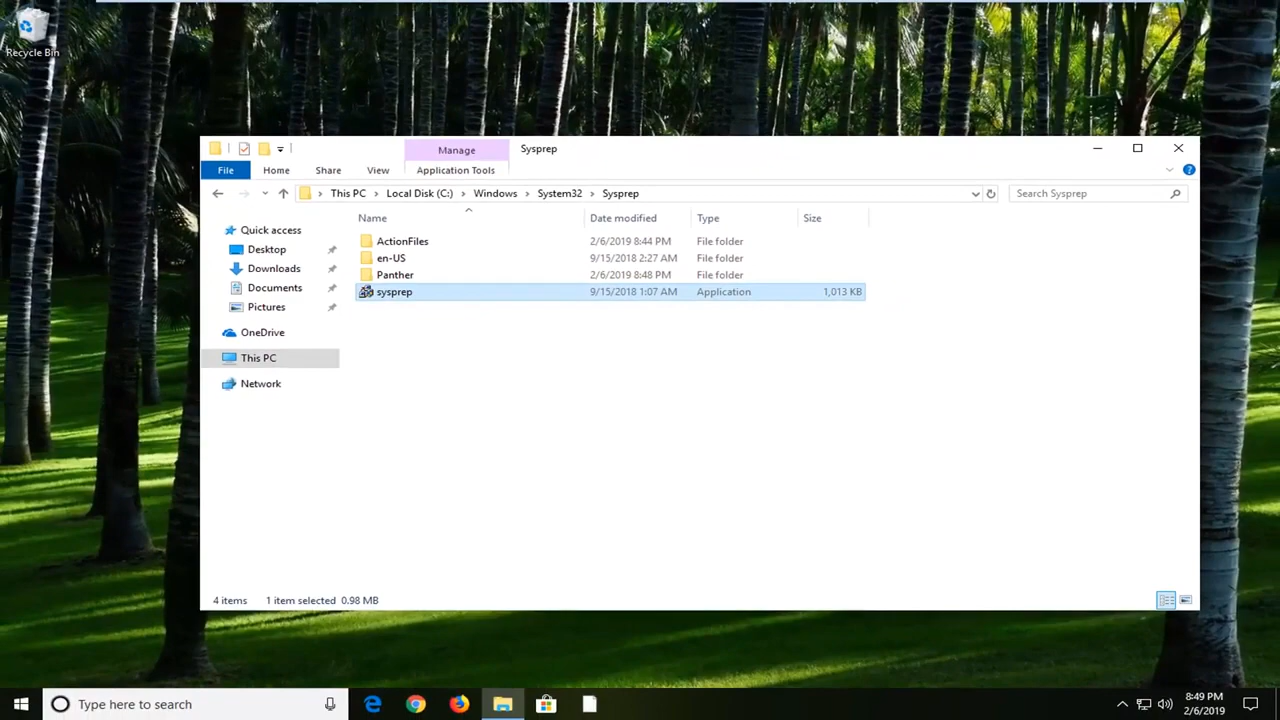 Recycle Bin
Manage Sysprep
File Home Share View Application Tools
This PC Local Disk (C:) Windows System32 Sysprep Search Sysprep
Name Date modified Type Size
Quick access
Desktop
Downloads
Documents
Pictures
OneDrive
This PC
Network
ActionFiles 2/6/2019 8:44 PM File folder
en-US 9/15/2018 2:27 AM File folder
Panther 2/6/2019 8:48 PM File folder
sysprep 9/15/2018 1:07 AM Application 1,013 KB
4 items 1 item selected 0.98 MB
Type here to search
8:49 PM
2/6/2019